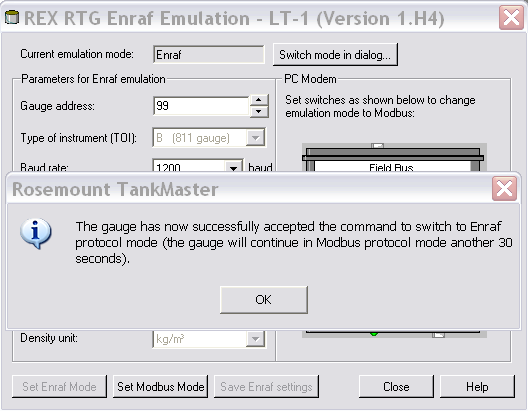 REX RTG Enraf Emulation - LT-1 (Version 1.H4)
Current emulation mode: Enraf Switch mode in dialog...
Parameters for Enraf emulation
PC Modem
Gauge address: 99
Set switches as shown below to change
emulation mode to Modbus:
Type of instrument (TOI): B (811 gauge)
Baud rate: 1200 baud
Field Bus
Rosemount TankMaster
The gauge has now successfully accepted the command to switch to Enraf
protocol mode (the gauge will continue in Modbus protocol mode another 30
seconds).
OK
Density unit: kg/m³
Set Enraf Mode Set Modbus Mode Save Enraf settings Close Help